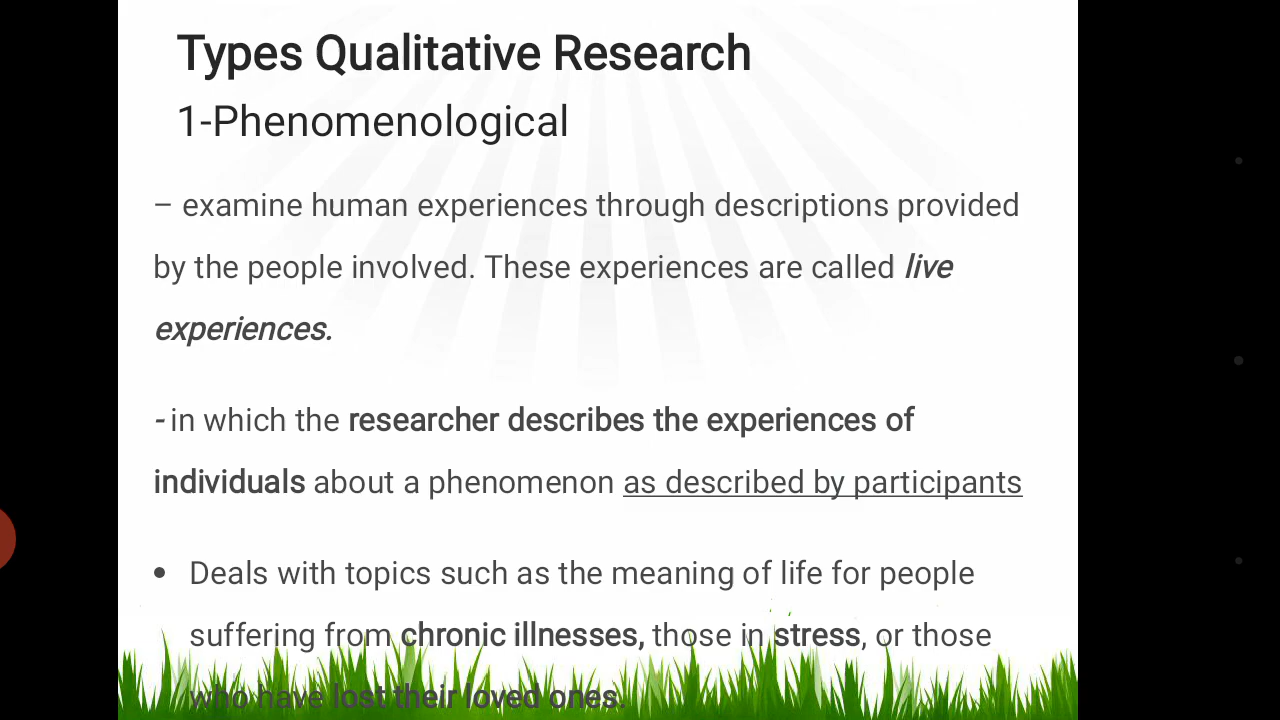 Types Qualitative Research
1-Phenomenological
– examine human experiences through descriptions provided
by the people involved. These experiences are called live
experiences.
- in which the researcher describes the experiences of
individuals about a phenomenon as described by participants
• Deals with topics such as the meaning of life for people
suffering from chronic illnesses, those in stress, or those
who have lost their loved ones.